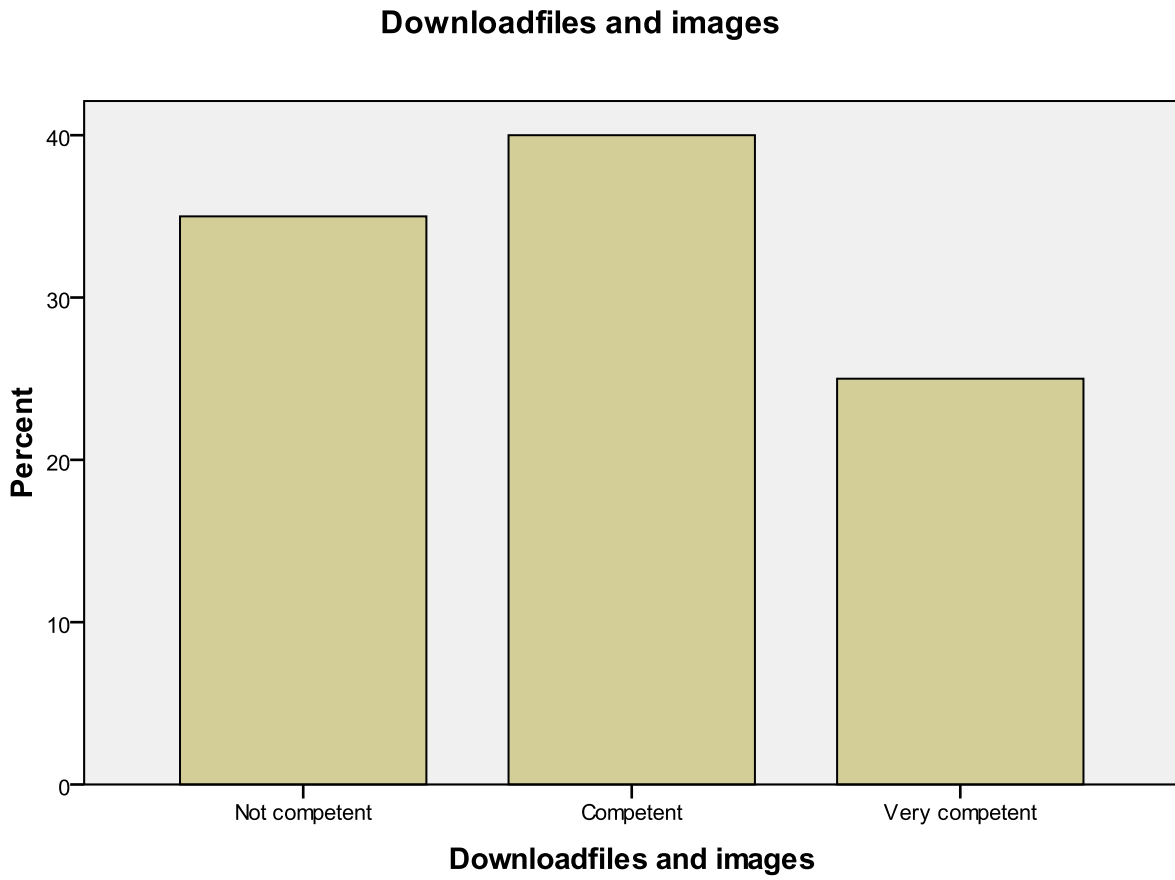 Downloadfiles and images
40
30
20
10
0
Percent
Not competent
Competent
Very competent
Downloadfiles and images